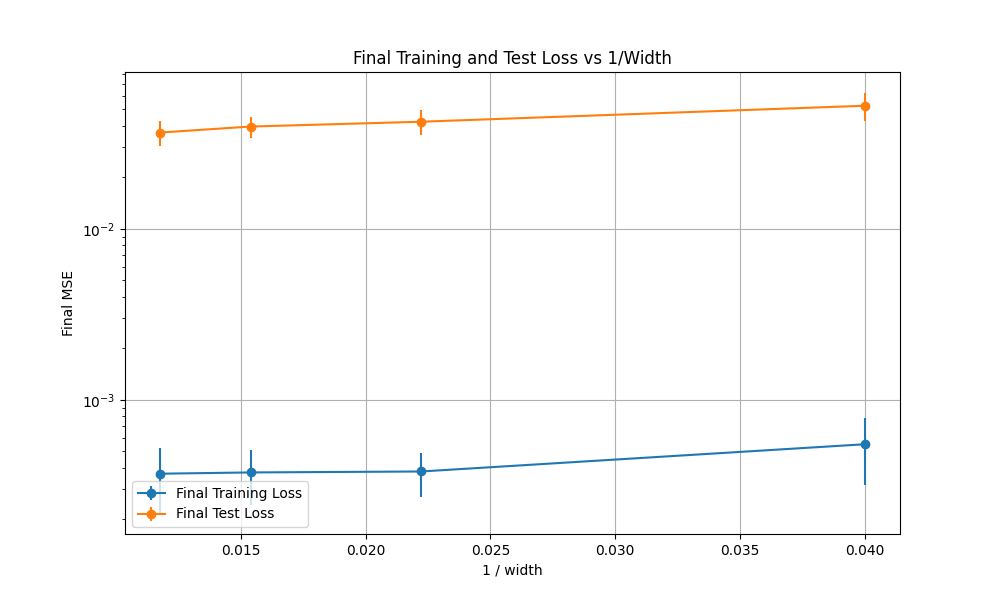 Final Training and Test Loss vs 1/Width
Final MSE
10⁻²
10⁻³
Final Training Loss
Final Test Loss
0.015 0.020 0.025 0.030 0.035 0.040
1 / width